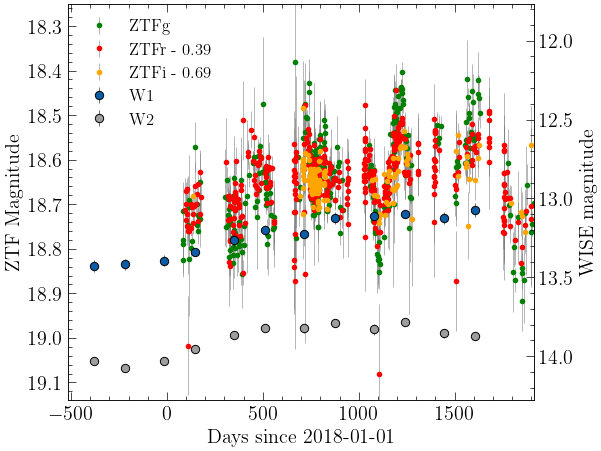 ZTFg
ZTFr - 0.39
ZTFi - 0.69
W1
W2
18.3
18.4
18.5
18.6
18.7
18.8
18.9
19.0
19.1
ZTF Magnitude
12.0
12.5
13.0
13.5
14.0
WISE magnitude
−500
0
500
1000
1500
Days since 2018-01-01